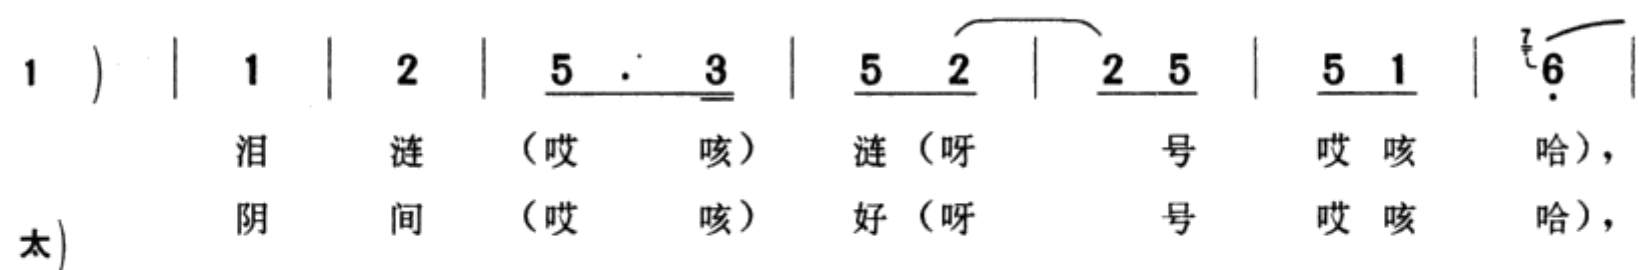 1 ) | 1 | 2 | 5 · 3 | 5 2 | 2 5 | 5 1 | 7 6 |
泪 涟 （哎 咳） 涟（呀 号 哎 咳 哈），
阴 间 （哎 咳） 好（呀 号 哎 咳 哈），
太)